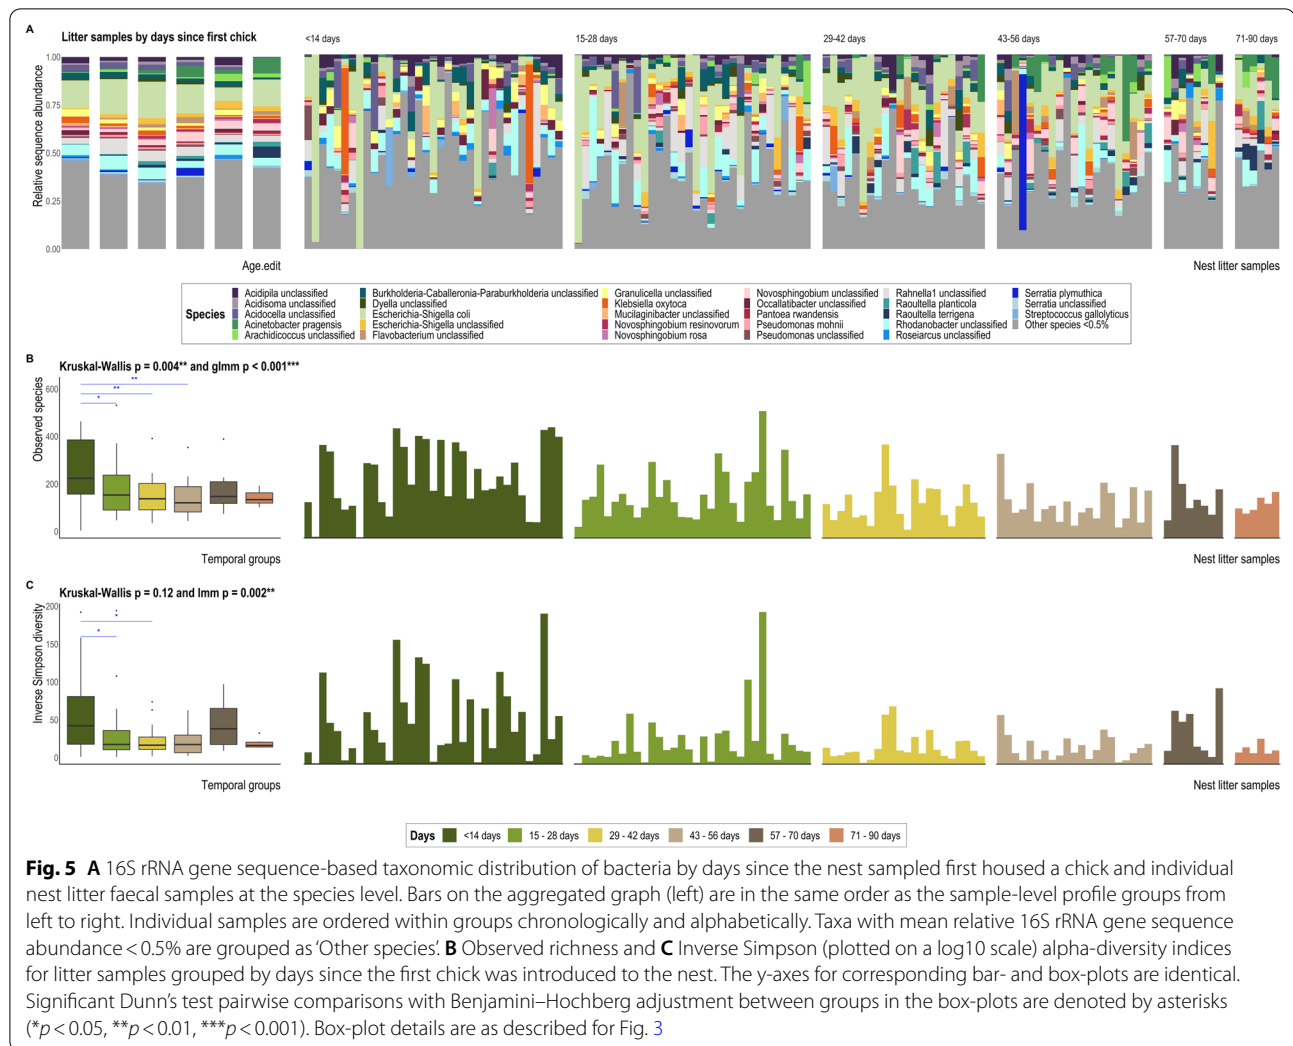 A
Litter samples by days since first chick
<14 days
15-28 days
29-42 days
43-56 days
57-70 days
71-90 days
Relative sequence abundance
1.00
0.75
0.50
0.25
0.00
Age.edit
Nest litter samples
Species
Acidipila unclassified
Acidisoma unclassified
Acidocella unclassified
Acinetobacter pragensis
Arachidicoccus unclassified
Burkholderia-Caballeronia-Paraburkholderia unclassified
Dyella unclassified
Escherichia-Shigella coli
Escherichia-Shigella unclassified
Flavobacterium unclassified
Granulicella unclassified
Klebsiella oxytoca
Mucilaginibacter unclassified
Novosphingobium resinovorum
Novosphingobium rosa
Novosphingobium unclassified
Occallatibacter unclassified
Pantoea rwandensis
Pseudomonas mohnii
Pseudomonas unclassified
Rahnella1 unclassified
Raoultella planticola
Raoultella terrigena
Rhodanobacter unclassified
Roseiarcus unclassified
Serratia plymuthica
Serratia unclassified
Streptococcus gallolyticus
Other species <0.5%
B
Kruskal-Wallis p = 0.004** and glmm p < 0.001***
Observed species
600
400
200
0
**
**
*
Temporal groups
Nest litter samples
C
Kruskal-Wallis p = 0.12 and lmm p = 0.002**
Inverse Simpson diversity
200
150
100
50
0
*
*
Temporal groups
Nest litter samples
Days
<14 days
15 - 28 days
29 - 42 days
43 - 56 days
57 - 70 days
71 - 90 days
Fig. 5 A 16S rRNA gene sequence-based taxonomic distribution of bacteria by days since the nest sampled first housed a chick and individual
nest litter faecal samples at the species level. Bars on the aggregated graph (left) are in the same order as the sample-level profile groups from
left to right. Individual samples are ordered within groups chronologically and alphabetically. Taxa with mean relative 16S rRNA gene sequence
abundance < 0.5% are grouped as 'Other species'. B Observed richness and C Inverse Simpson (plotted on a log10 scale) alpha-diversity indices
for litter samples grouped by days since the first chick was introduced to the nest. The y-axes for corresponding bar- and box-plots are identical.
Significant Dunn's test pairwise comparisons with Benjamini–Hochberg adjustment between groups in the box-plots are denoted by asterisks
(*p < 0.05, **p < 0.01, ***p < 0.001). Box-plot details are as described for Fig. 3